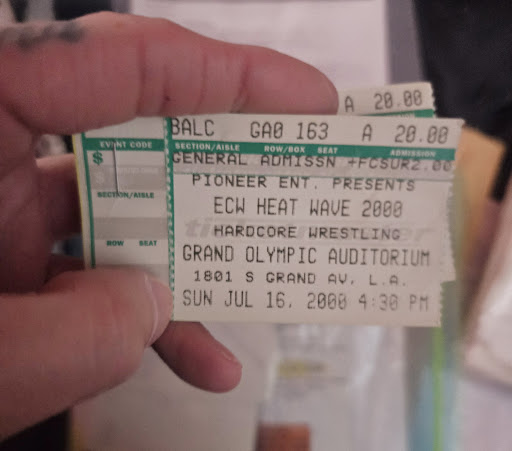 A 20.00
BALC GA0 163 A 20.00
EVENT CODE SECTION/AISLE ROW/BOX SEAT ADMISSION
$ GENERAL ADMISSN +FCSUR2.00
PIONEER ENT. PRESENTS
SECTION/AISLE ECW HEAT WAVE 2000
HARDCORE WRESTLING
ROW SEAT GRAND OLYMPIC AUDITORIUM
1801 S GRAND AV, L.A.
SUN JUL 16, 2000 4:30 PM